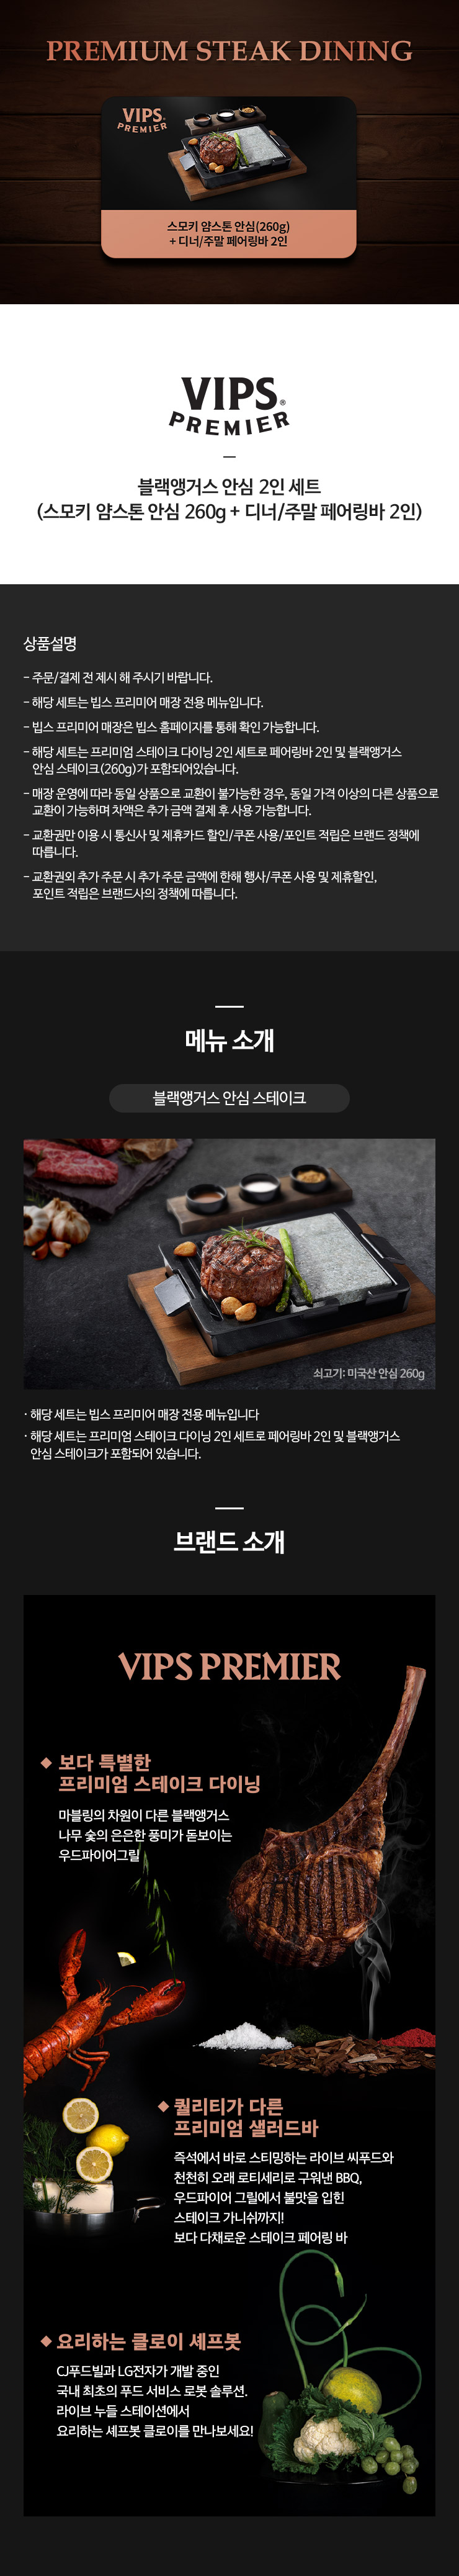 PREMIUM STEAK DINING
VIPS
PREMIER
스모키 얌스톤 안심(260g)
+ 디너/주말 페어링바 2인
VIPS®
PREMIER
블랙앵거스 안심 2인 세트
(스모키 얌스톤 안심 260g + 디너/주말 페어링바 2인)
상품설명
- 주문/결제 전 제시 해 주시기 바랍니다.
- 해당 세트는 빕스 프리미어 매장 전용 메뉴입니다.
- 빕스 프리미어 매장은 빕스 홈페이지를 통해 확인 가능합니다.
- 해당 세트는 프리미엄 스테이크 다이닝 2인 세트로 페어링바 2인 및 블랙앵거스
안심 스테이크(260g)가 포함되어있습니다.
- 매장 운영에 따라 동일 상품으로 교환이 불가능한 경우, 동일 가격 이상의 다른 상품으로
교환이 가능하며 차액은 추가 금액 결제 후 사용 가능합니다.
- 교환권만 이용 시 통신사 및 제휴카드 할인/쿠폰 사용/포인트 적립은 브랜드 정책에
따릅니다.
- 교환권외 추가 주문 시 추가 주문 금액에 한해 행사/쿠폰 사용 및 제휴할인,
포인트 적립은 브랜드사의 정책에 따릅니다.
메뉴 소개
블랙앵거스 안심 스테이크
쇠고기: 미국산 안심 260g
· 해당 세트는 빕스 프리미어 매장 전용 메뉴입니다
· 해당 세트는 프리미엄 스테이크 다이닝 2인 세트로 페어링바 2인 및 블랙앵거스
안심 스테이크가 포함되어 있습니다.
브랜드 소개
VIPS PREMIER
◆ 보다 특별한
프리미엄 스테이크 다이닝
마블링의 차원이 다른 블랙앵거스
나무 숯의 은은한 풍미가 돋보이는
우드파이어그릴
◆ 퀄리티가 다른
프리미엄 샐러드바
즉석에서 바로 스티밍하는 라이브 씨푸드와
천천히 오래 로티세리로 구워낸 BBQ,
우드파이어 그릴에서 불맛을 입힌
스테이크 가니쉬까지!
보다 다채로운 스테이크 페어링 바
◆ 요리하는 클로이 셰프봇
CJ푸드빌과 LG전자가 개발 중인
국내 최초의 푸드 서비스 로봇 솔루션.
라이브 누들 스테이션에서
요리하는 셰프봇 클로이를 만나보세요!